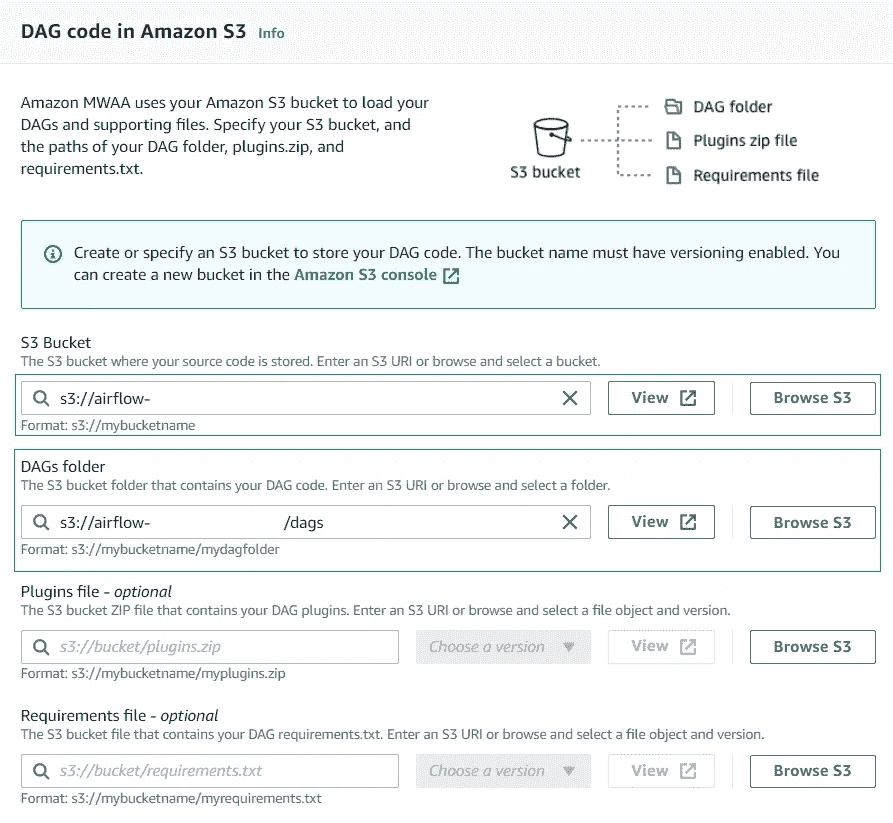 DAG code in Amazon S3 Info
Amazon MWAA uses your Amazon S3 bucket to load your
DAGs and supporting files. Specify your S3 bucket, and
the paths of your DAG folder, plugins.zip, and
requirements.txt.
S3 bucket
DAG folder
Plugins zip file
Requirements file
Create or specify an S3 bucket to store your DAG code. The bucket name must have versioning enabled. You
can create a new bucket in the Amazon S3 console
S3 Bucket
The S3 bucket where your source code is stored. Enter an S3 URI or browse and select a bucket.
s3://airflow- View Browse S3
Format: s3://mybucketname
DAGs folder
The S3 bucket folder that contains your DAG code. Enter an S3 URI or browse and select a folder.
s3://airflow- /dags View Browse S3
Format: s3://mybucketname/mydagfolder
Plugins file - optional
The S3 bucket ZIP file that contains your DAG plugins. Enter an S3 URI or browse and select a file object and version.
s3://bucket/plugins.zip Choose a version View Browse S3
Format: s3://mybucketname/myplugins.zip
Requirements file - optional
The S3 bucket file that contains your DAG requirements.txt. Enter an S3 URI or browse and select a file object and version.
s3://bucket/requirements.txt Choose a version View Browse S3
Format: s3://mybucketname/myrequirements.txt